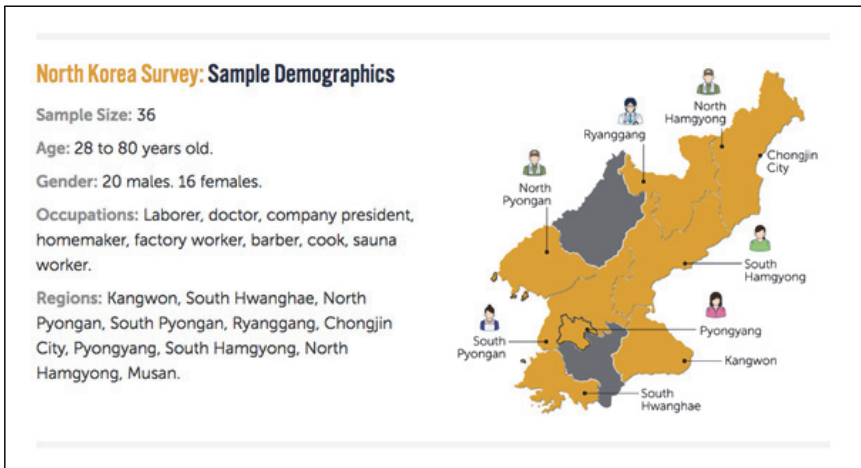 North Korea Survey: Sample Demographics
Sample Size: 36
Age: 28 to 80 years old.
Gender: 20 males. 16 females.
Occupations: Laborer, doctor, company president,
homemaker, factory worker, barber, cook, sauna
worker.
Regions: Kangwon, South Hwanghae, North
Pyongan, South Pyongan, Ryanggang, Chongjin
City, Pyongyang, South Hamgyong, North
Hamgyong, Musan.
North
Hamgyong
Ryanggang
Chongjin
City
North
Pyongan
South
Hamgyong
Pyongyang
South
Pyongan
Kangwon
South
Hwanghae